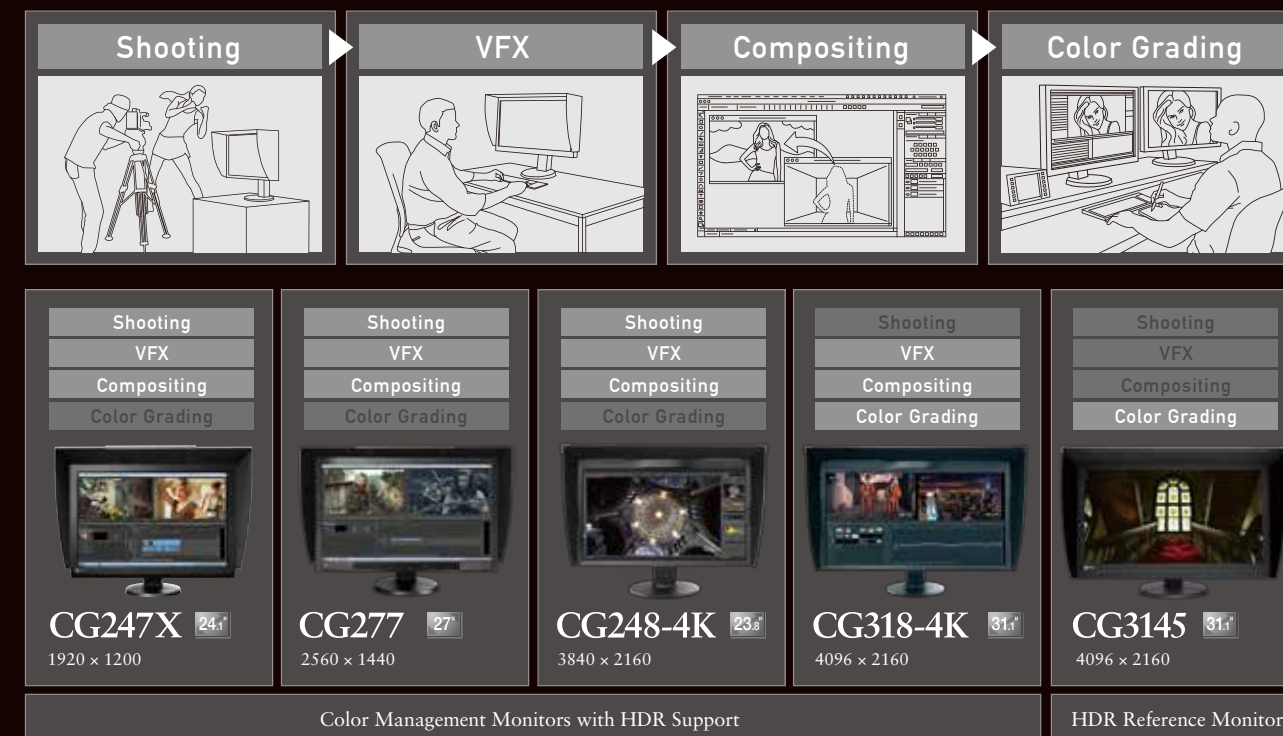 Shooting
VFX
Compositing
Color Grading
Shooting
VFX
Compositing
Color Grading
CG247X 24.1"
1920 × 1200
Shooting
VFX
Compositing
Color Grading
CG277 27"
2560 × 1440
Shooting
VFX
Compositing
Color Grading
CG248-4K 23.8"
3840 × 2160
Shooting
VFX
Compositing
Color Grading
CG318-4K 31.1"
4096 × 2160
Shooting
VFX
Compositing
Color Grading
CG3145 31.1"
4096 × 2160
Color Management Monitors with HDR Support
HDR Reference Monitor